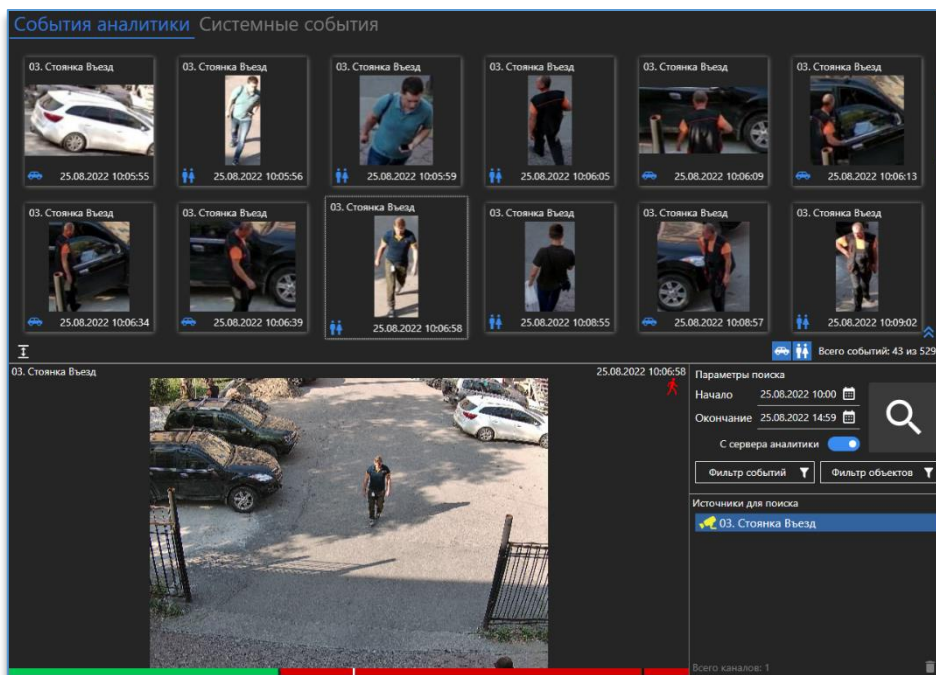 События аналитики Системные события
03. Стоянка Въезд 03. Стоянка Въезд 03. Стоянка Въезд 03. Стоянка Въезд 03. Стоянка Въезд 03. Стоянка Въезд
25.08.2022 10:05:55 25.08.2022 10:05:56 25.08.2022 10:05:59 25.08.2022 10:06:05 25.08.2022 10:06:09 25.08.2022 10:06:13
03. Стоянка Въезд 03. Стоянка Въезд 03. Стоянка Въезд 03. Стоянка Въезд 03. Стоянка Въезд 03. Стоянка Въезд
25.08.2022 10:06:34 25.08.2022 10:06:39 25.08.2022 10:06:58 25.08.2022 10:08:55 25.08.2022 10:08:57 25.08.2022 10:09:02
Всего событий: 43 из 529
03. Стоянка Въезд 25.08.2022 10:06:58
Параметры поиска
Начало 25.08.2022 10:00
Окончание 25.08.2022 14:59
С сервера аналитики
Фильтр событий Фильтр объектов
Источники для поиска
03. Стоянка Въезд
Всего каналов: 1